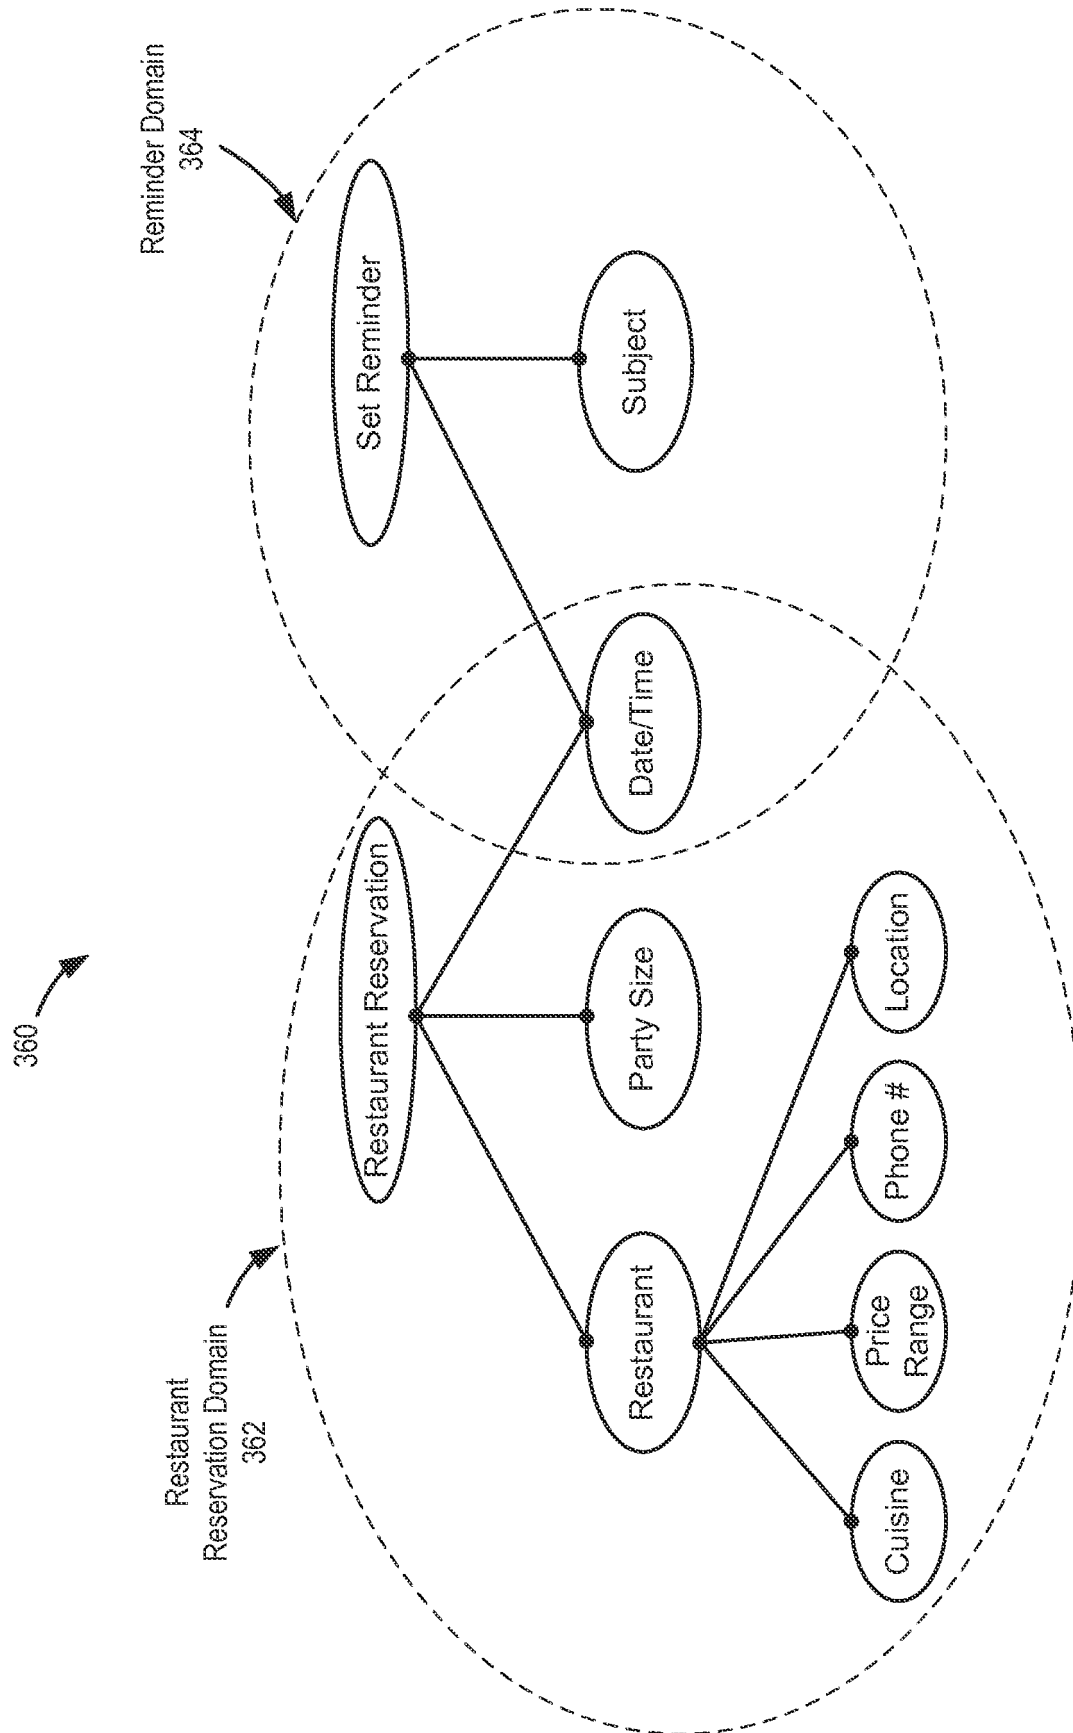 360
Restaurant
Reservation Domain
362
Reminder Domain
364
Restaurant Reservation
Set Reminder
Restaurant
Party Size
Date/Time
Subject
Cuisine
Price
Range
Phone #
Location